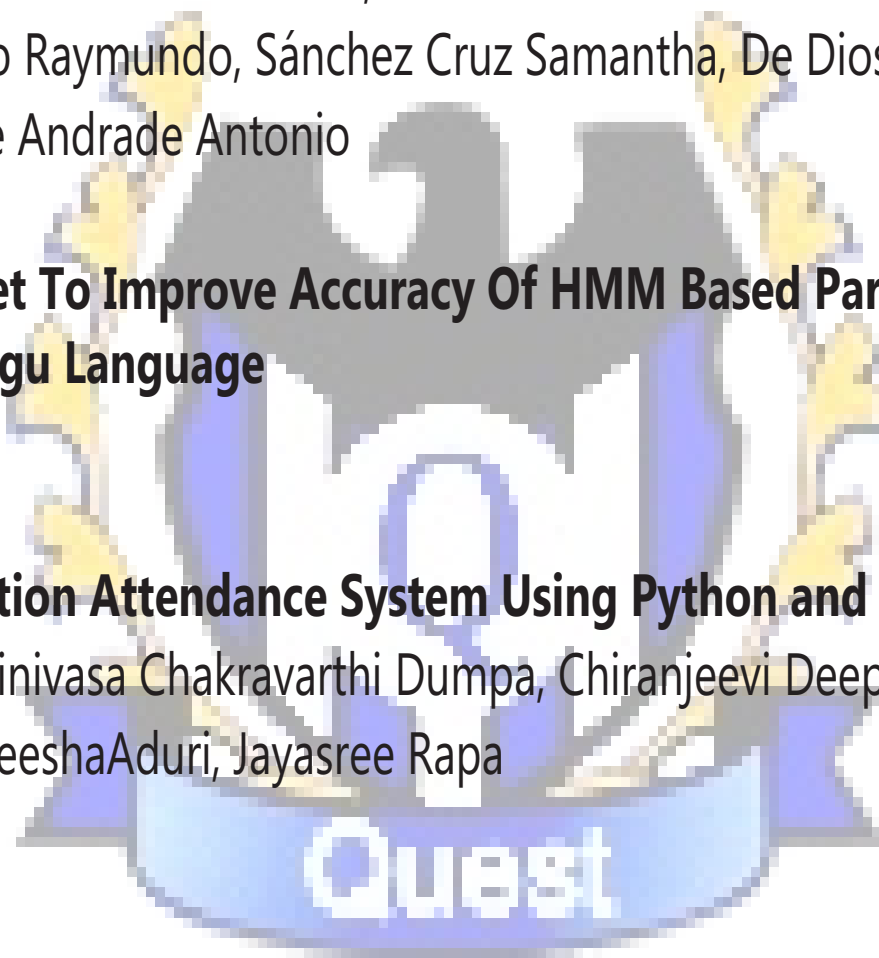 o Raymundo, Sánchez Cruz Samantha, De Dios
e Andrade Antonio
et To Improve Accuracy Of HMM Based Par
gu Language
Q
tion Attendance System Using Python and
inivasa Chakravarthi Dumpa, Chiranjeevi Deep
eeshaAduri, Jayasree Rapa
Quest